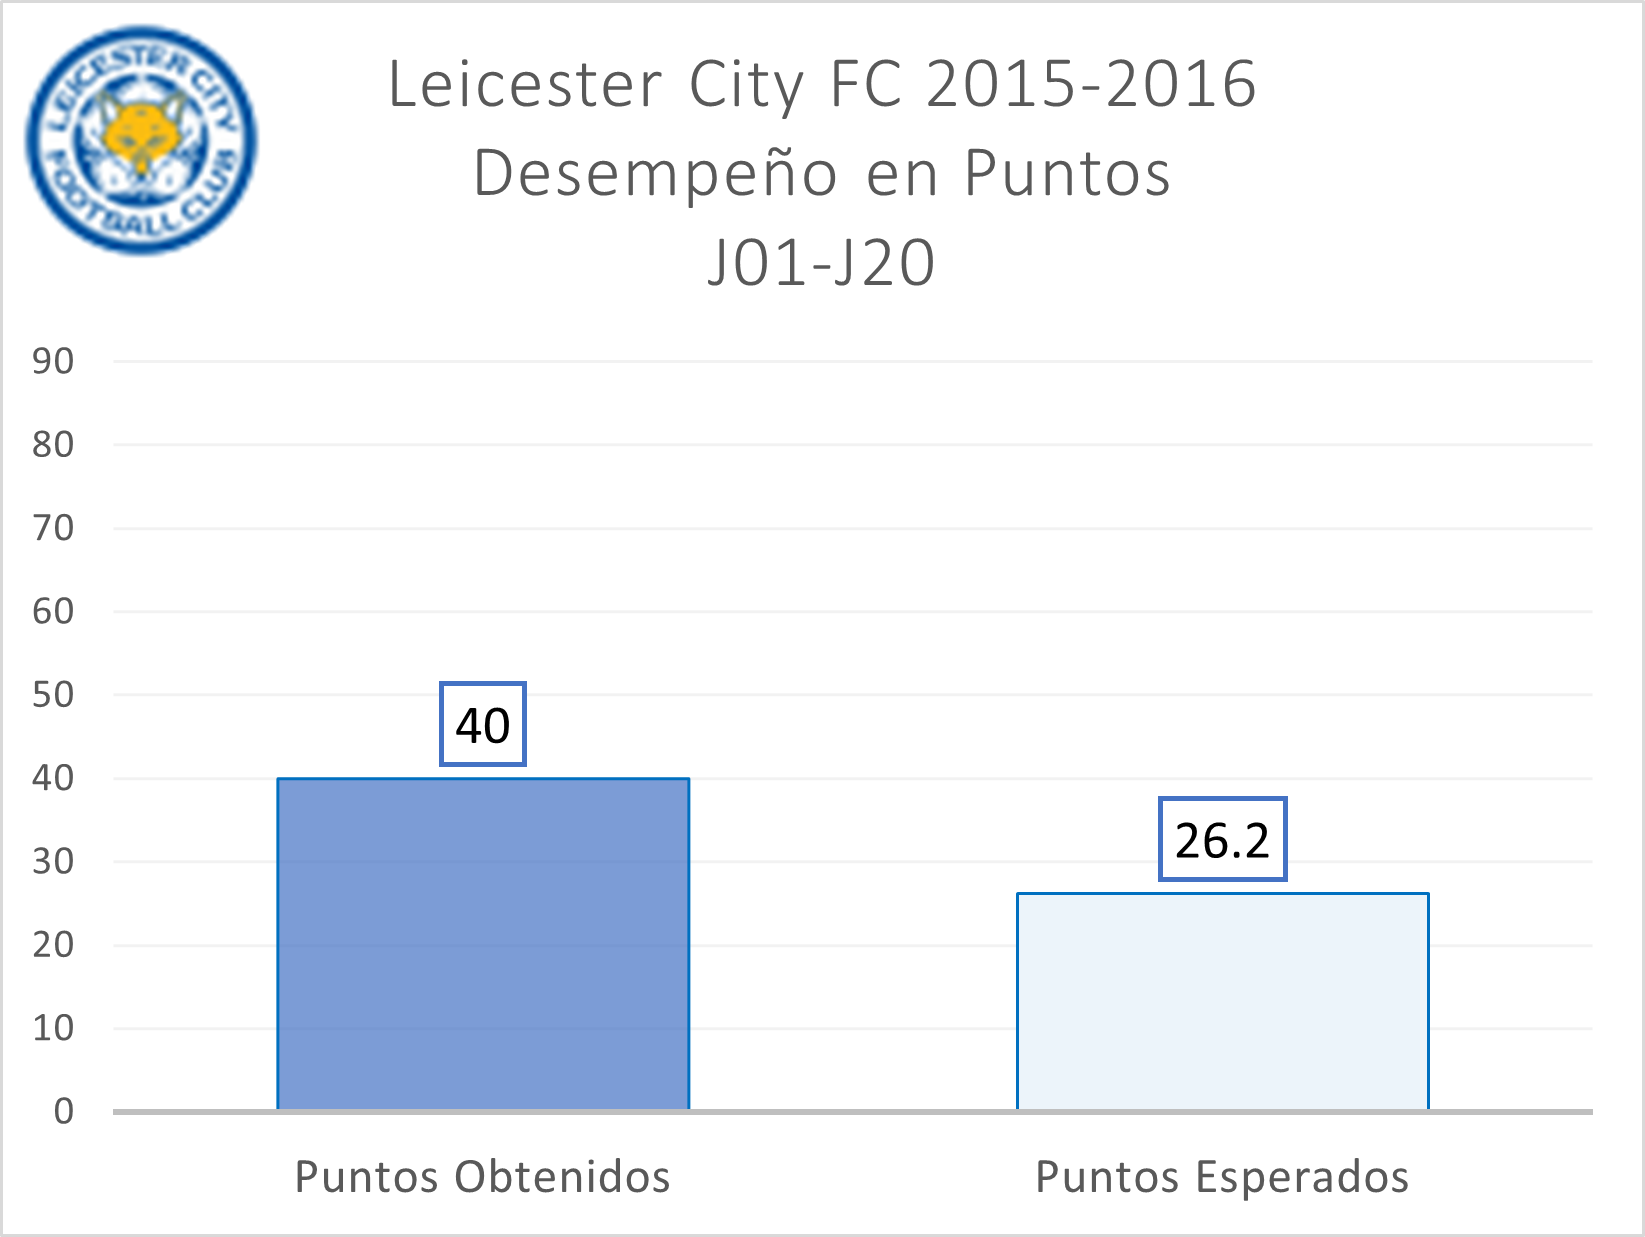 LEICESTER CITY
FOOTBALL CLUB
Leicester City FC 2015-2016
Desempeño en Puntos
J01-J20
90
80
70
60
50
40
30
20
10
0
40
26.2
Puntos Obtenidos
Puntos Esperados